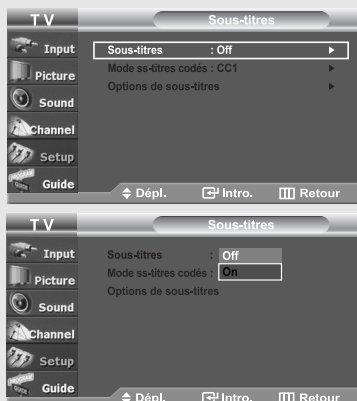 TV
Sous-titres
Input
Picture
Sound
Channel
Setup
Guide
Sous-titres : Off
Mode ss-titres codés : CC1
Options de sous-titres
Dépl. Intro. Retour
TV
Sous-titres
Input
Picture
Sound
Channel
Setup
Guide
Sous-titres : Off
Mode ss-titres codés : On
Options de sous-titres
Dépl. Intro. Retour